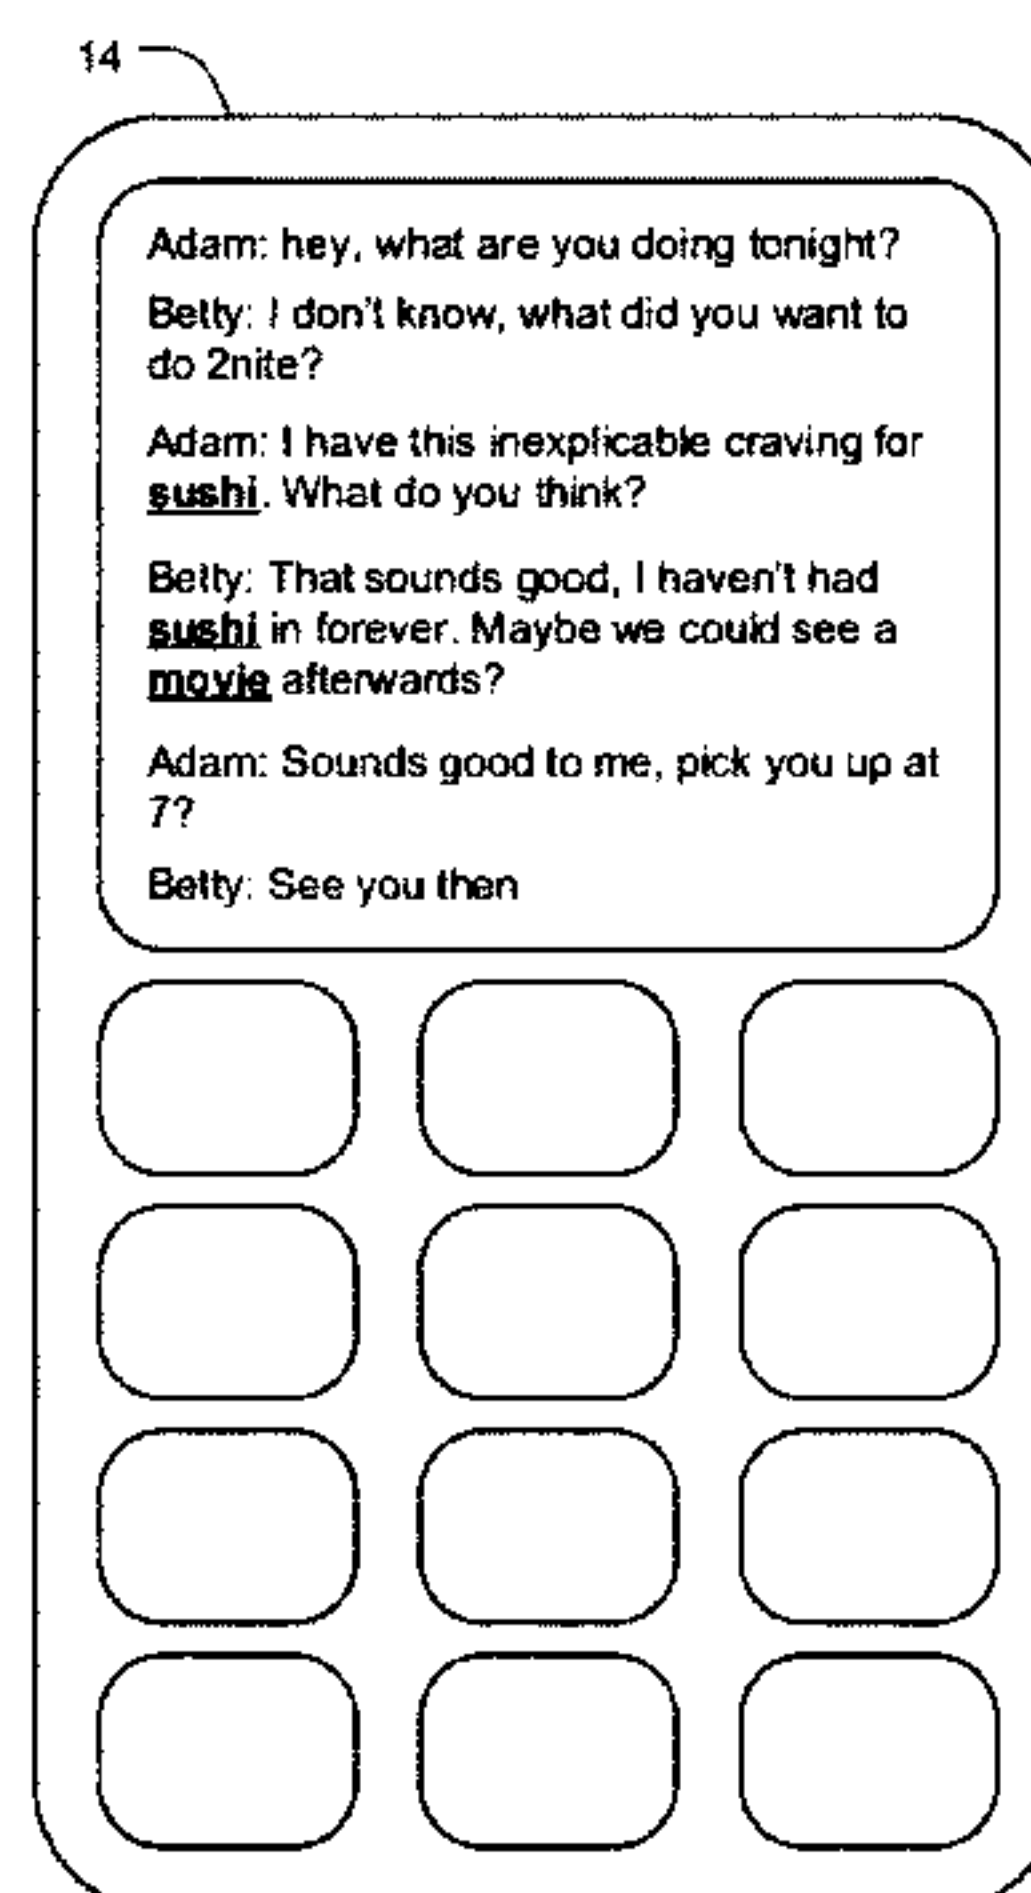 14
Adam: hey, what are you doing tonight?
Betty: I don't know, what did you want to
do 2nite?
Adam: I have this inexplicable craving for
sushi. What do you think?
Betty: That sounds good, I haven't had
sushi in forever. Maybe we could see a
movie afterwards?
Adam: Sounds good to me, pick you up at
7?
Betty: See you then